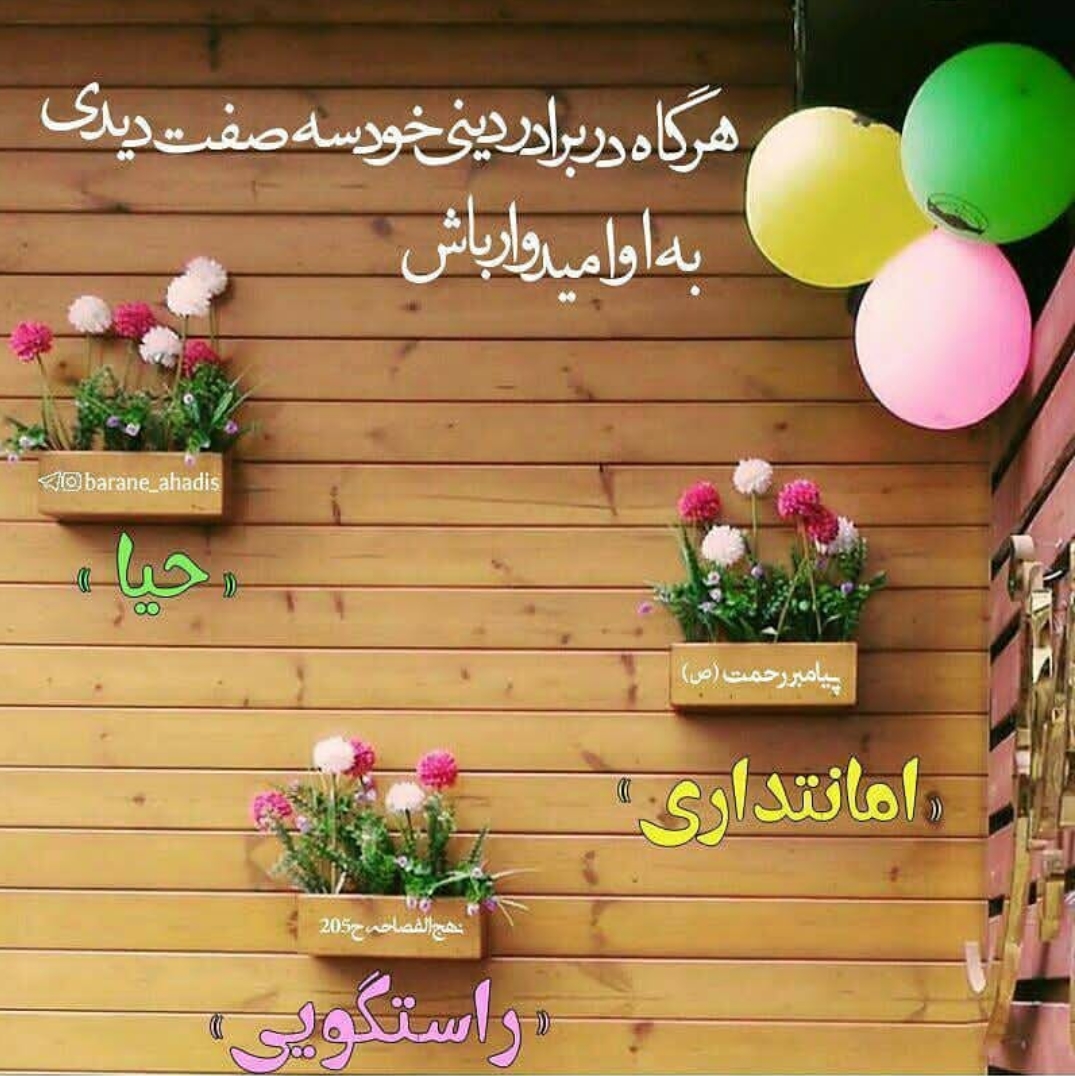 هرگاه در برادر دینی خود سه صفت دیدی
به او امیدوار باش
barane_ahadis
« حیا »
پیامبر رحمت (ص)
« امانتداری »
نهج الفصاحه ح205
« راستگویی »